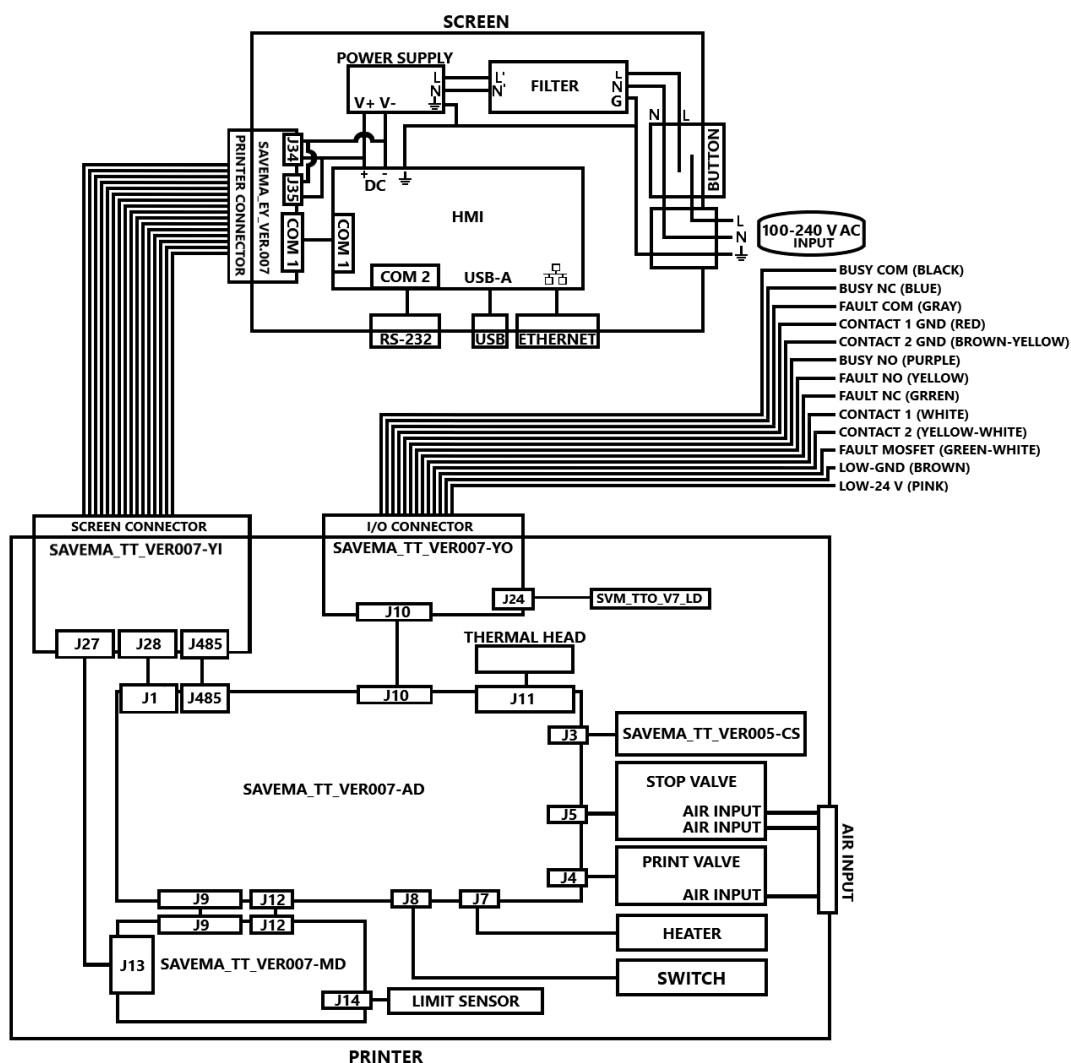 SCREEN
POWER SUPPLY
L
N
V+ V-
L'
N'
FILTER
L
N
G
N
L
BUTTON
J34
J35
COM 1
SAVEMA_EY_VER.007
PRINTER CONNECTOR
+ -
DC
HMI
COM 1
COM 2
USB-A
RS-232
USB
ETHERNET
L
N
100-240 V AC
INPUT
BUSY COM (BLACK)
BUSY NC (BLUE)
FAULT COM (GRAY)
CONTACT 1 GND (RED)
CONTACT 2 GND (BROWN-YELLOW)
BUSY NO (PURPLE)
FAULT NO (YELLOW)
FAULT NC (GRREN)
CONTACT 1 (WHITE)
CONTACT 2 (YELLOW-WHITE)
FAULT MOSFET (GREEN-WHITE)
LOW-GND (BROWN)
LOW-24 V (PINK)
SCREEN CONNECTOR
SAVEMA_TT_VER007-YI
I/O CONNECTOR
SAVEMA_TT_VER007-YO
J24
SVM_TTO_V7_LD
J10
J27
J28
J485
THERMAL HEAD
J1
J485
J10
J11
J3
SAVEMA_TT_VER005-CS
SAVEMA_TT_VER007-AD
STOP VALVE
J5
AIR INPUT
AIR INPUT
AIR INPUT
PRINT VALVE
J4
AIR INPUT
J9
J12
J8
J7
J9
J12
HEATER
J13
SAVEMA_TT_VER007-MD
SWITCH
J14
LIMIT SENSOR
PRINTER